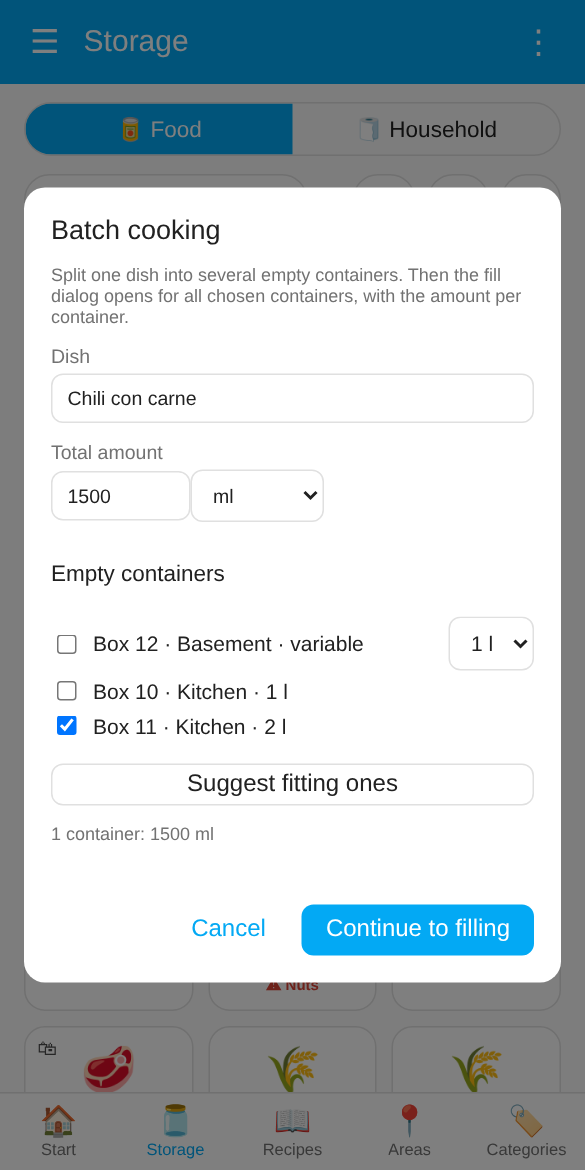 Storage
Food
Household
Batch cooking
Split one dish into several empty containers. Then the fill
dialog opens for all chosen containers, with the amount per
container.
Dish
Chili con carne
Total amount
1500 ml
Empty containers
Box 12 · Basement · variable 1 l
Box 10 · Kitchen · 1 l
Box 11 · Kitchen · 2 l
Suggest fitting ones
1 container: 1500 ml
Cancel Continue to filling
Nuts
Start Storage Recipes Areas Categories